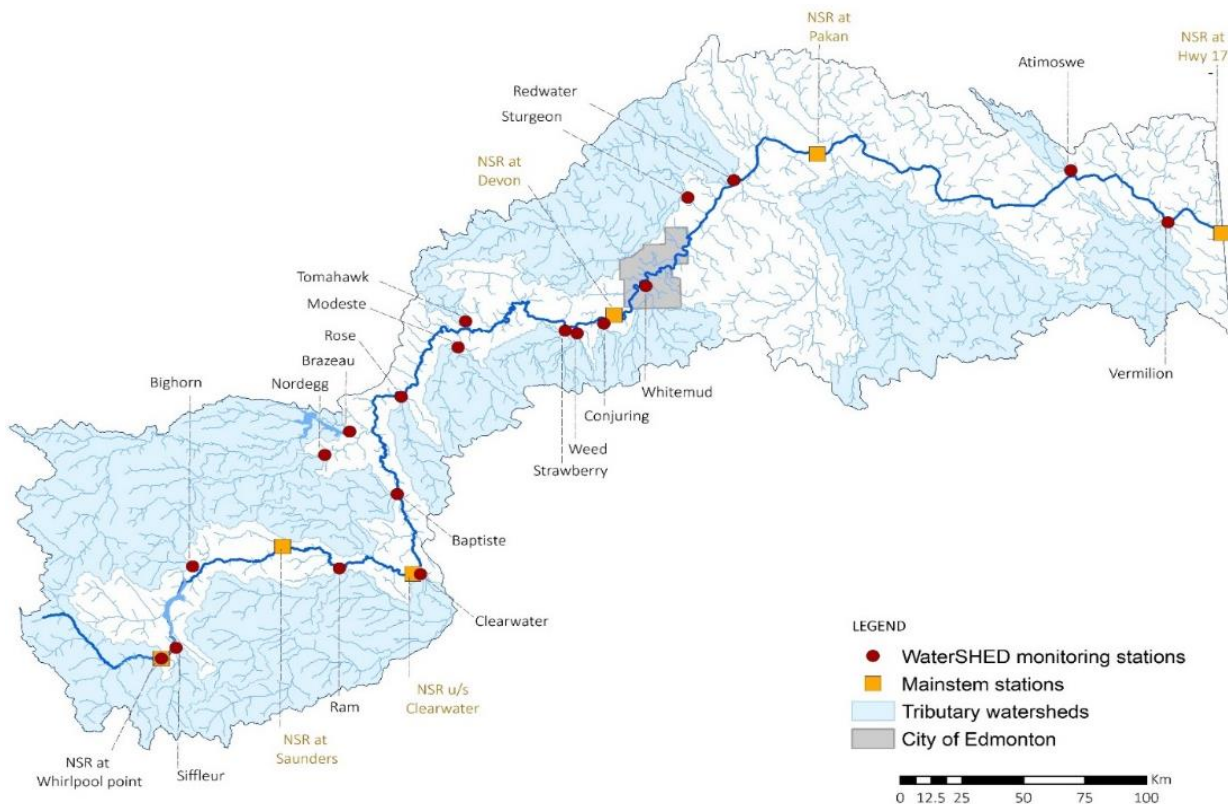 NSR at
Pakan
NSR at
Hwy 17
Atimoswe
Redwater
Sturgeon
NSR at
Devon
Tomahawk
Modeste
Rose
Brazeau
Bighorn
Nordegg
Whitemud
Conjuring
Weed
Strawberry
Vermilion
Baptiste
Clearwater
NSR u/s
Clearwater
Ram
NSR at
Saunders
NSR at
Whirlpool point
Siffleur
LEGEND
WaterSHED monitoring stations
Mainstem stations
Tributary watersheds
City of Edmonton
Km
0 12.5 25 50 75 100